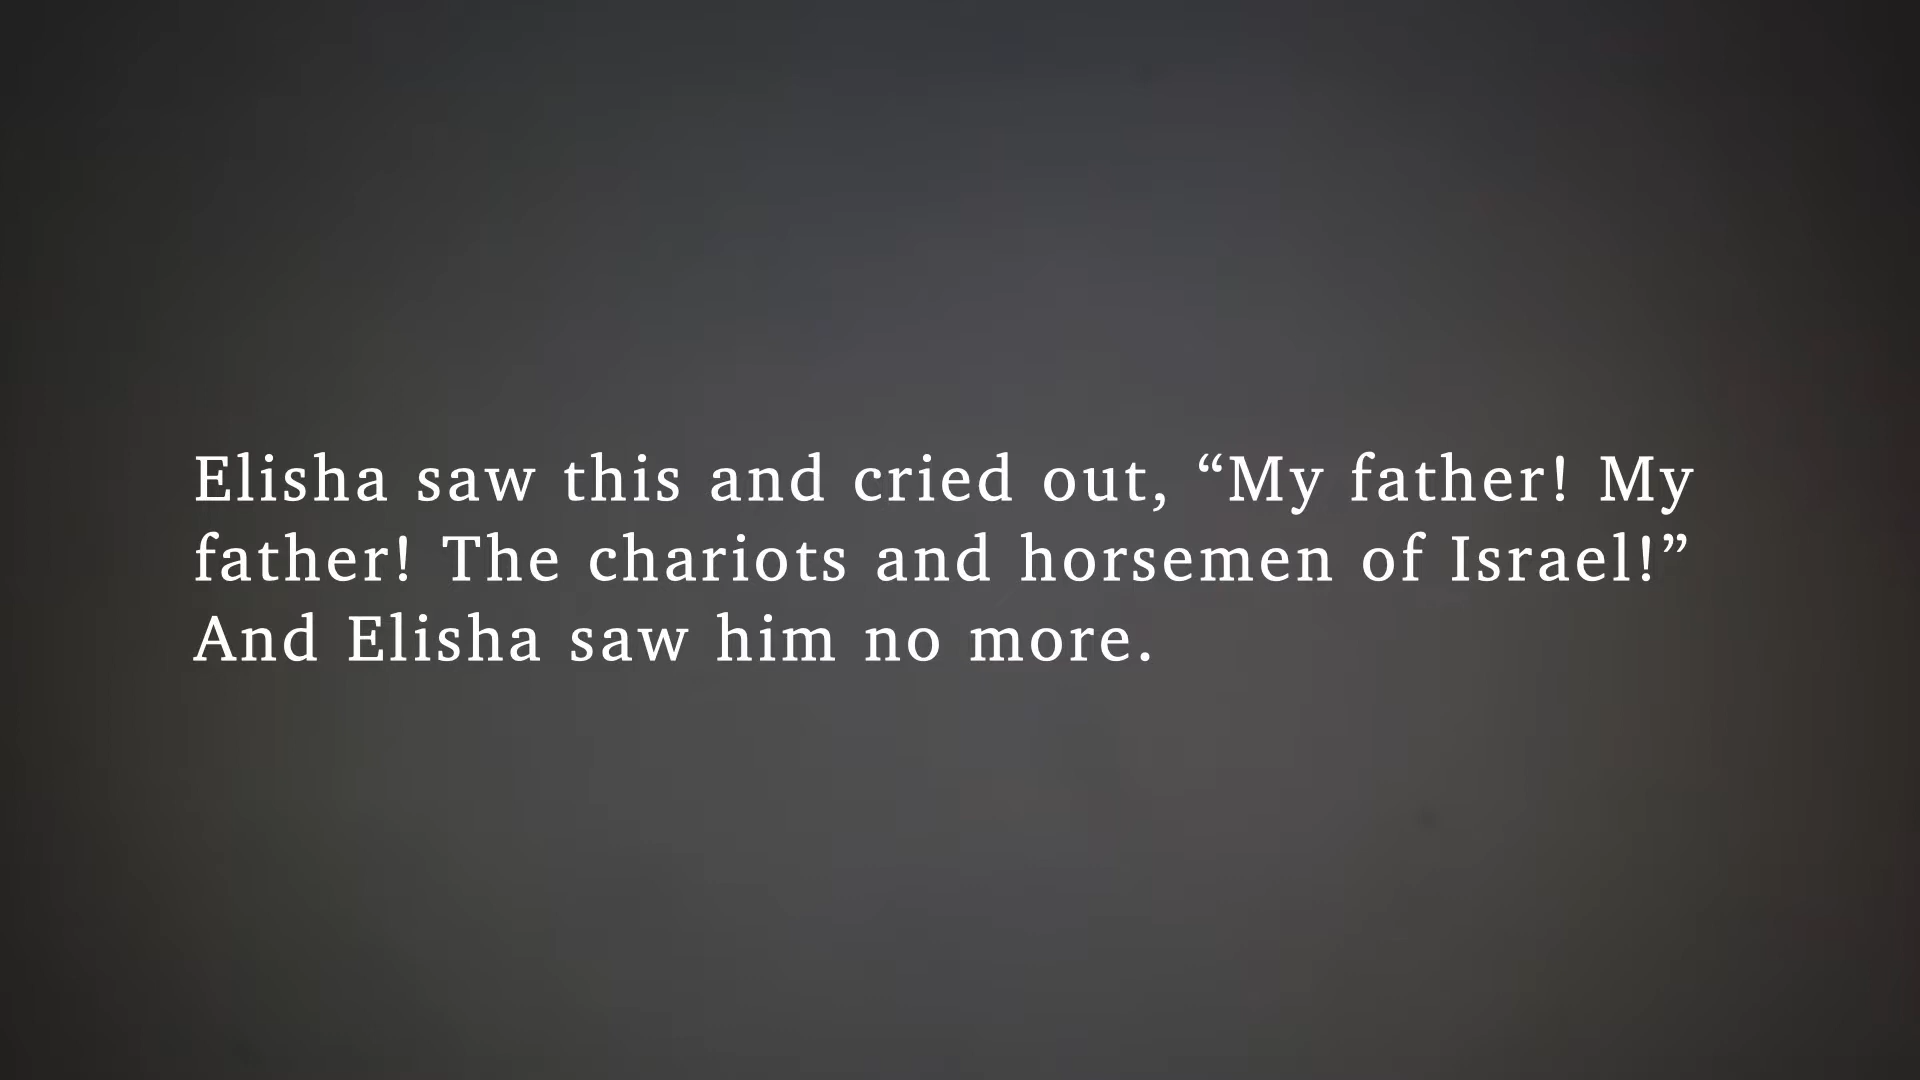 Elisha saw this and cried out, “My father! My
father! The chariots and horsemen of Israel!”
And Elisha saw him no more.